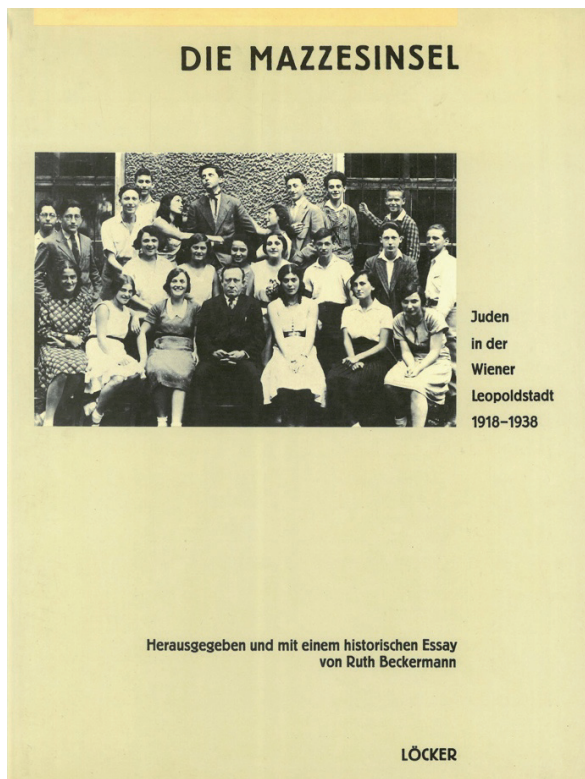 DIE MAZZESINSEL
Juden
in der
Wiener
Leopoldstadt
1918–1938
Herausgegeben und mit einem historischen Essay
von Ruth Beckermann
LÖCKER